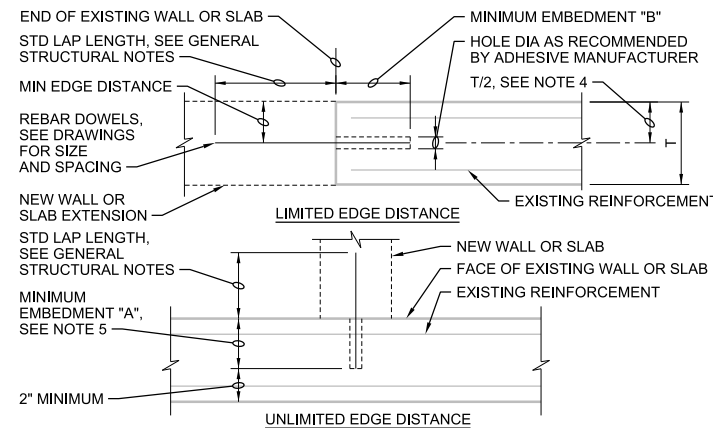 END OF EXISTING WALL OR SLAB
STD LAP LENGTH, SEE GENERAL
STRUCTURAL NOTES
MIN EDGE DISTANCE
REBAR DOWELS,
SEE DRAWINGS
FOR SIZE
AND SPACING
NEW WALL OR
SLAB EXTENSION
MINIMUM EMBEDMENT "B"
HOLE DIA AS RECOMMENDED
BY ADHESIVE MANUFACTURER
T/2, SEE NOTE 4
T
EXISTING REINFORCEMENT
LIMITED EDGE DISTANCE
STD LAP LENGTH,
SEE GENERAL
STRUCTURAL NOTES
MINIMUM
EMBEDMENT "A",
SEE NOTE 5
2" MINIMUM
NEW WALL OR SLAB
FACE OF EXISTING WALL OR SLAB
EXISTING REINFORCEMENT
UNLIMITED EDGE DISTANCE